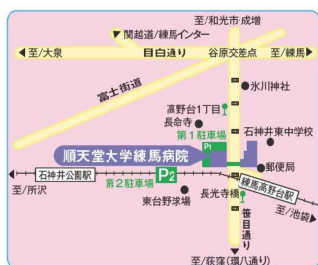 至/和光市・成増
関越道/練馬インター
至/大泉
目白通り
谷原交差点
至/練馬
富士街道
氷川神社
高野台1丁目
長命寺
石神井東中学校
第1駐車場
P1
順天堂大学練馬病院
郵便局
石神井公園駅
第2駐車場
P2
長光寺橋
練馬高野台駅
至/所沢
東台野球場
笹目通り
至/池袋
至/荻窪(環八通り)